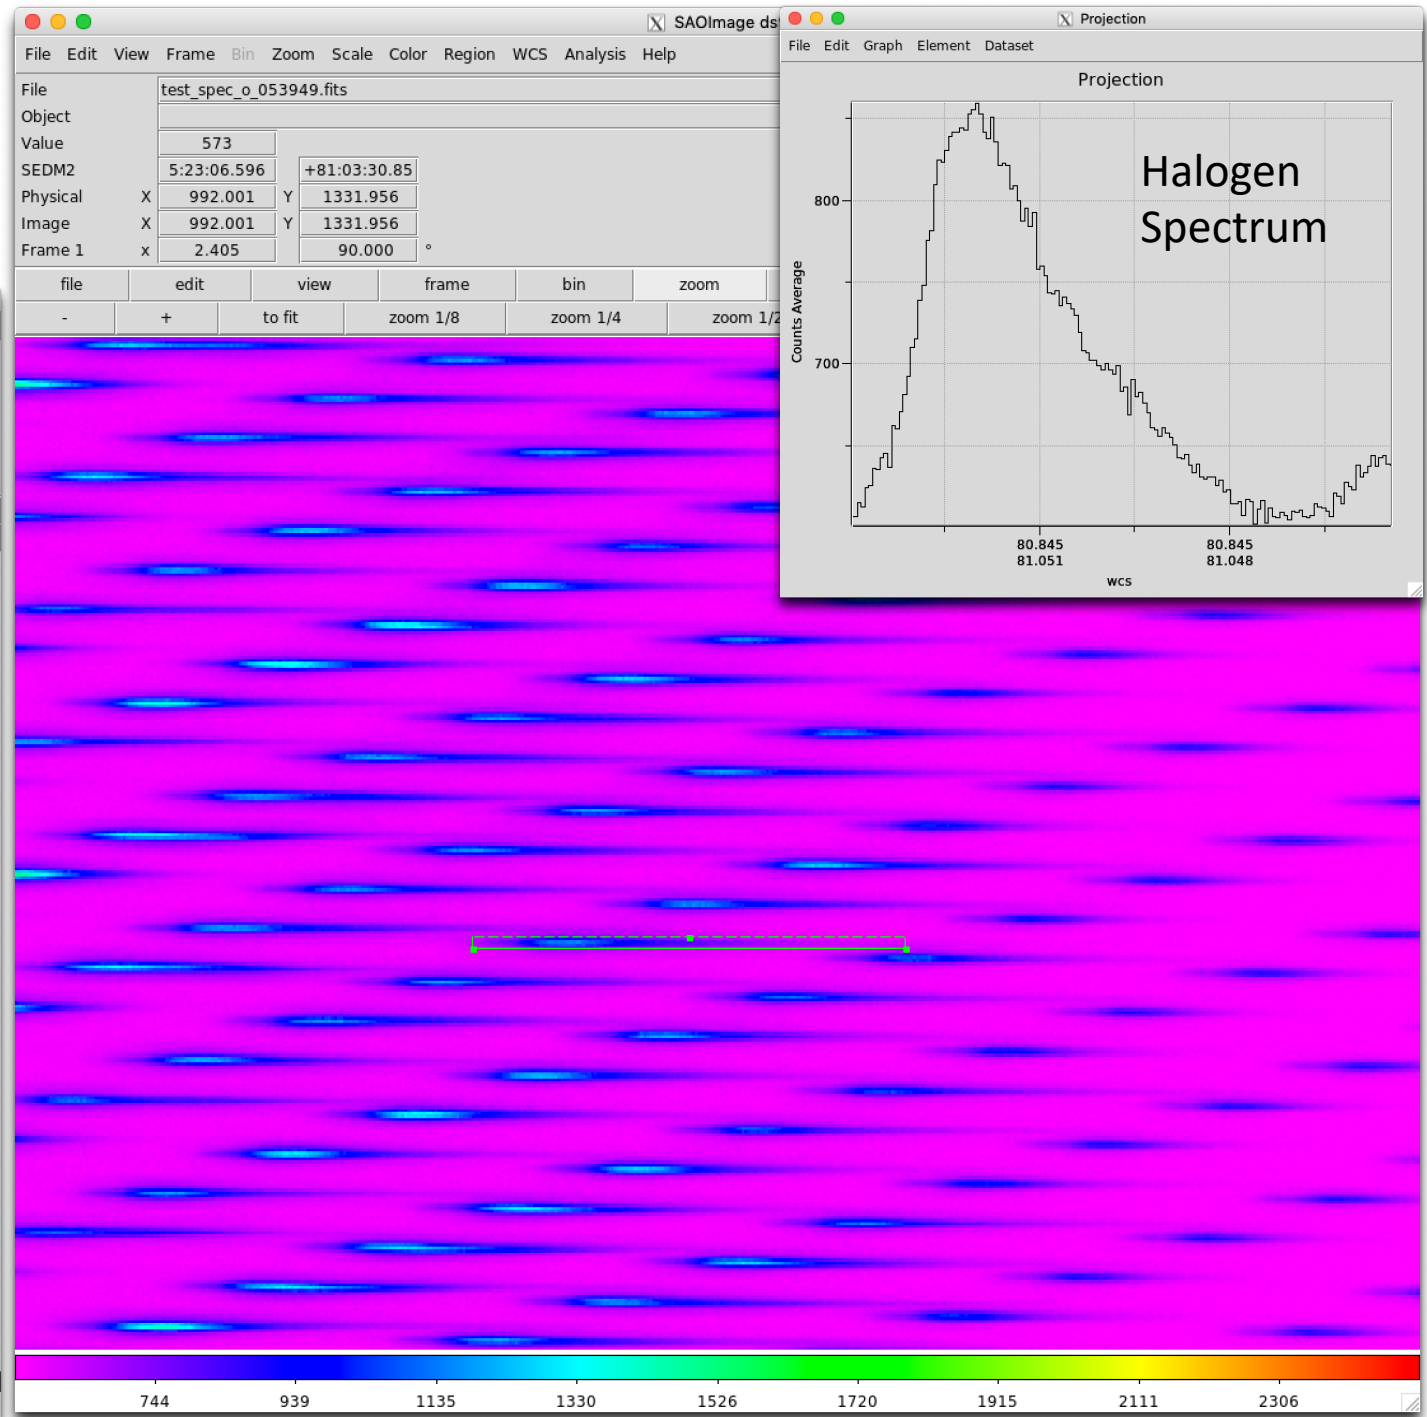 SAOImage ds
File Edit View Frame Bin Zoom Scale Color Region WCS Analysis Help
File test_spec_o_053949.fits
Object
Value 573
SEDM2 5:23:06.596 +81:03:30.85
Physical X 992.001 Y 1331.956
Image X 992.001 Y 1331.956
Frame 1 x 2.405 90.000 °
file edit view frame bin zoom
- + to fit zoom 1/8 zoom 1/4 zoom 1/2
Projection
File Edit Graph Element Dataset
Projection
Halogen
Spectrum
Counts Average
800
700
80.845 80.845
81.051 81.048
wcs
744 939 1135 1330 1526 1720 1915 2111 2306